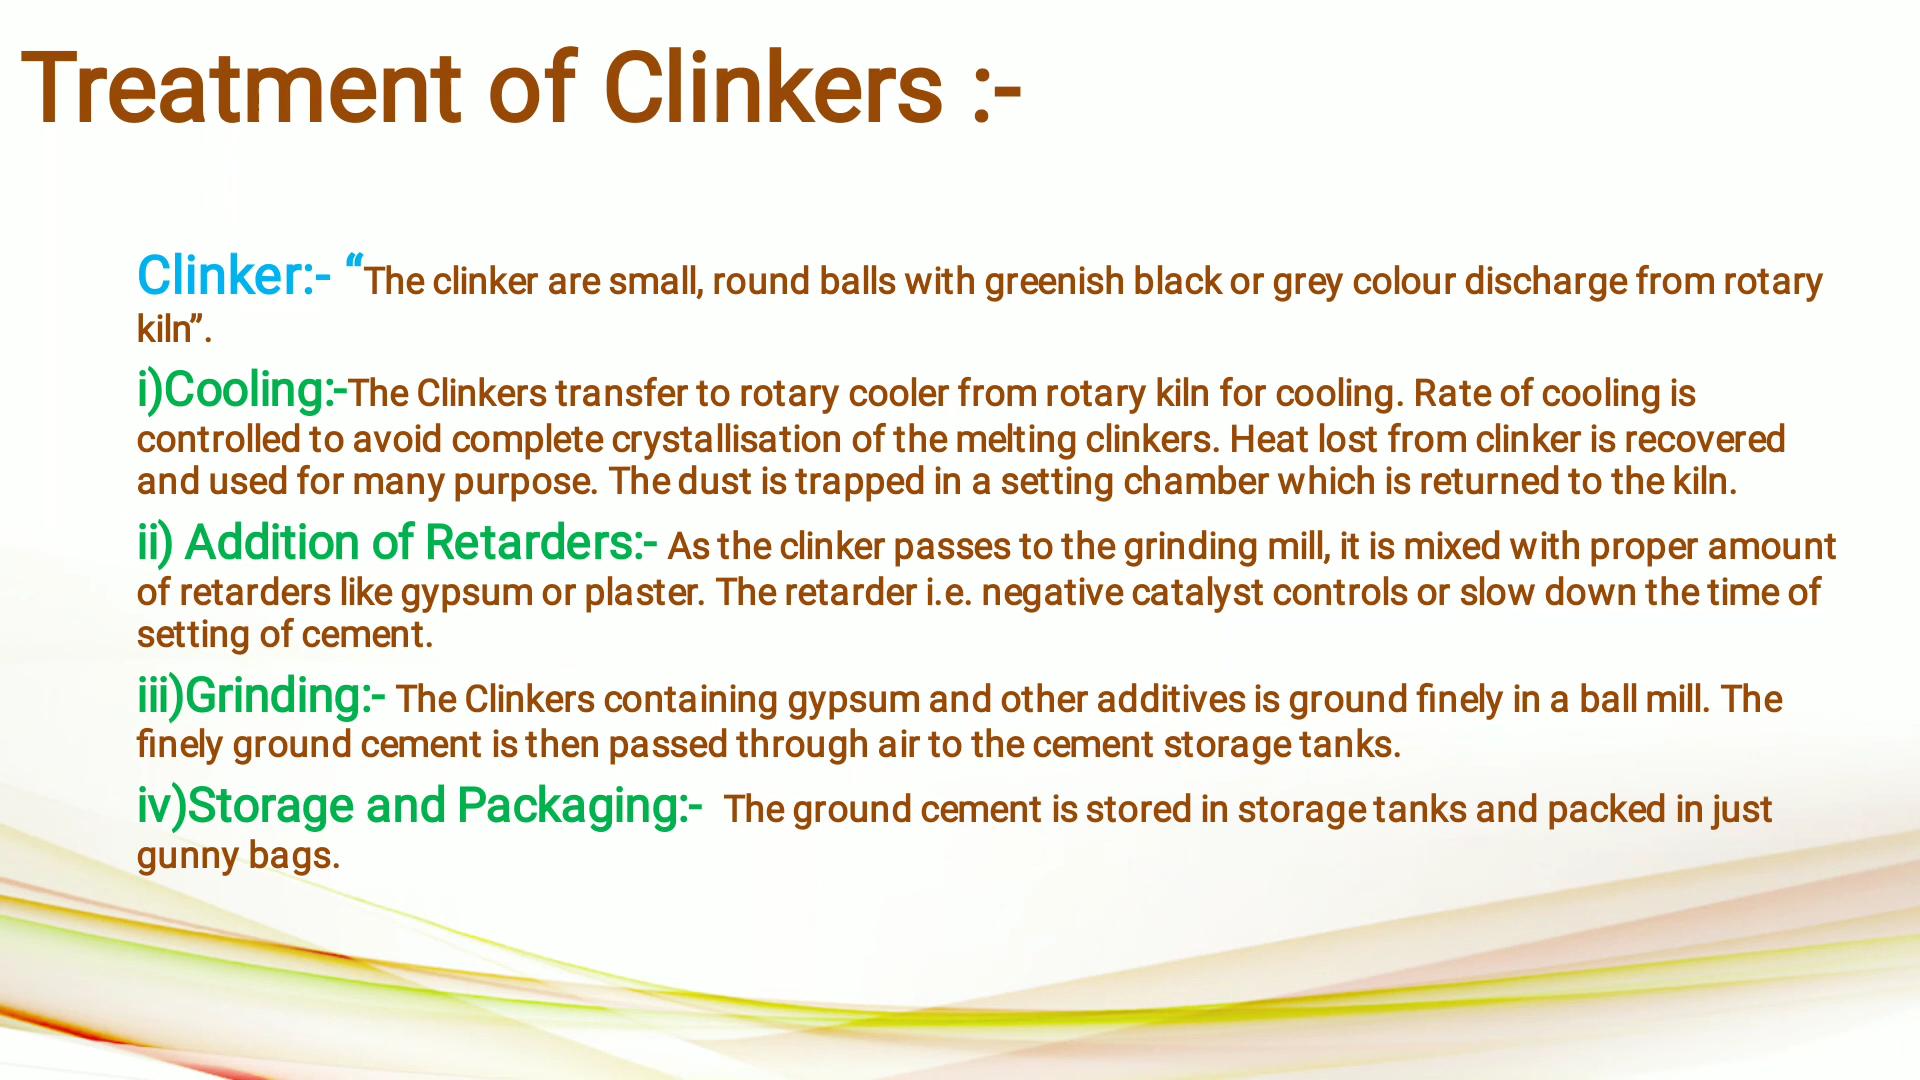 Treatment of Clinkers :-
Clinker:- “The clinker are small, round balls with greenish black or grey colour discharge from rotary
kiln”.
i)Cooling:-The Clinkers transfer to rotary cooler from rotary kiln for cooling. Rate of cooling is
controlled to avoid complete crystallisation of the melting clinkers. Heat lost from clinker is recovered
and used for many purpose. The dust is trapped in a setting chamber which is returned to the kiln.
ii) Addition of Retarders:- As the clinker passes to the grinding mill, it is mixed with proper amount
of retarders like gypsum or plaster. The retarder i.e. negative catalyst controls or slow down the time of
setting of cement.
iii)Grinding:- The Clinkers containing gypsum and other additives is ground finely in a ball mill. The
finely ground cement is then passed through air to the cement storage tanks.
iv)Storage and Packaging:- The ground cement is stored in storage tanks and packed in just
gunny bags.